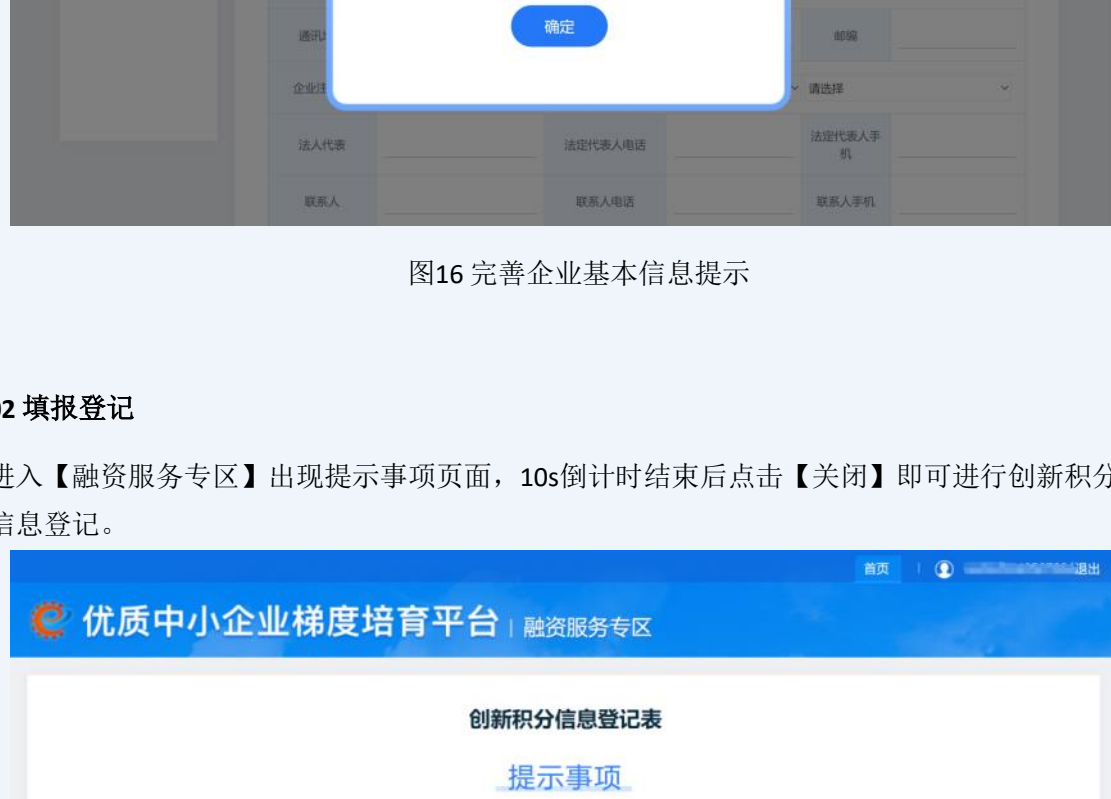 确定
通讯
邮编
企业注
请选择
法人代表
法定代表人电话
法定代表人手
机
联系人
联系人电话
联系人手机
图16 完善企业基本信息提示
2 填报登记
进入【融资服务专区】出现提示事项页面，10s倒计时结束后点击【关闭】即可进行创新积分
信息登记。
首页 | 退出
优质中小企业梯度培育平台 | 融资服务专区
创新积分信息登记表
提示事项